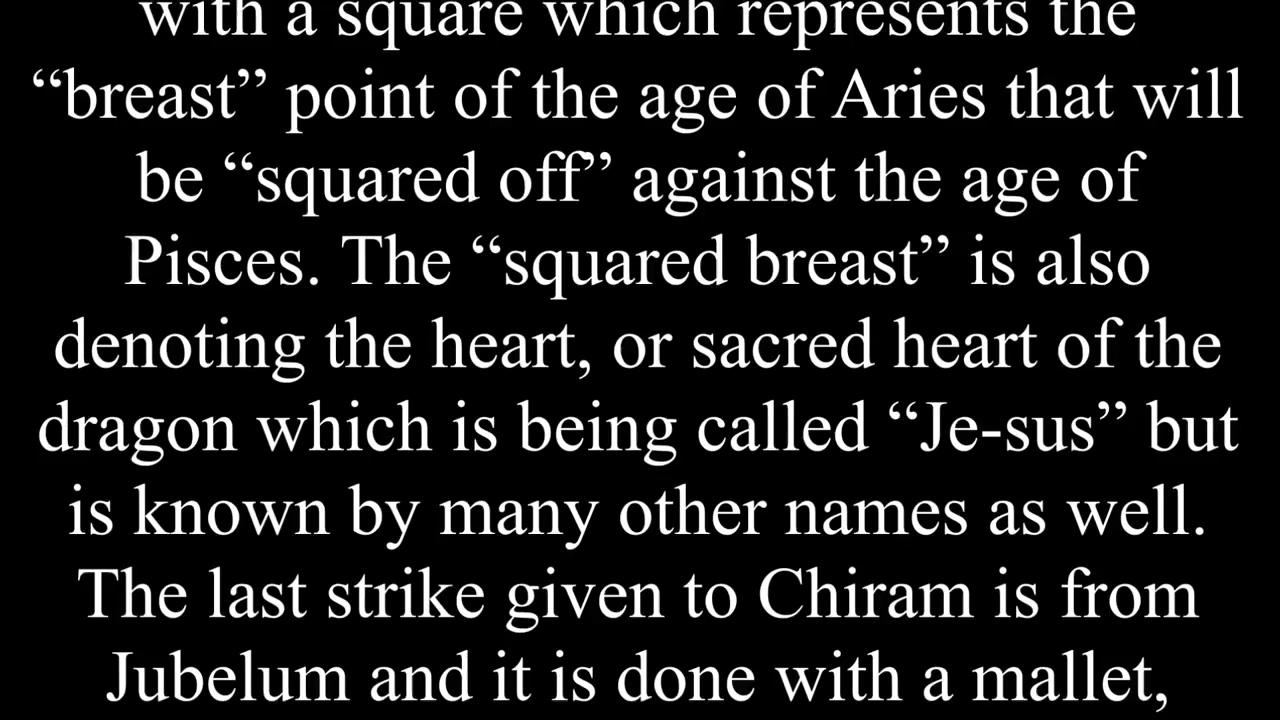 with a square which represents the
“breast” point of the age of Aries that will
be “squared off” against the age of
Pisces. The “squared breast” is also
denoting the heart, or sacred heart of the
dragon which is being called “Je-sus” but
is known by many other names as well.
The last strike given to Chiram is from
Jubelum and it is done with a mallet,